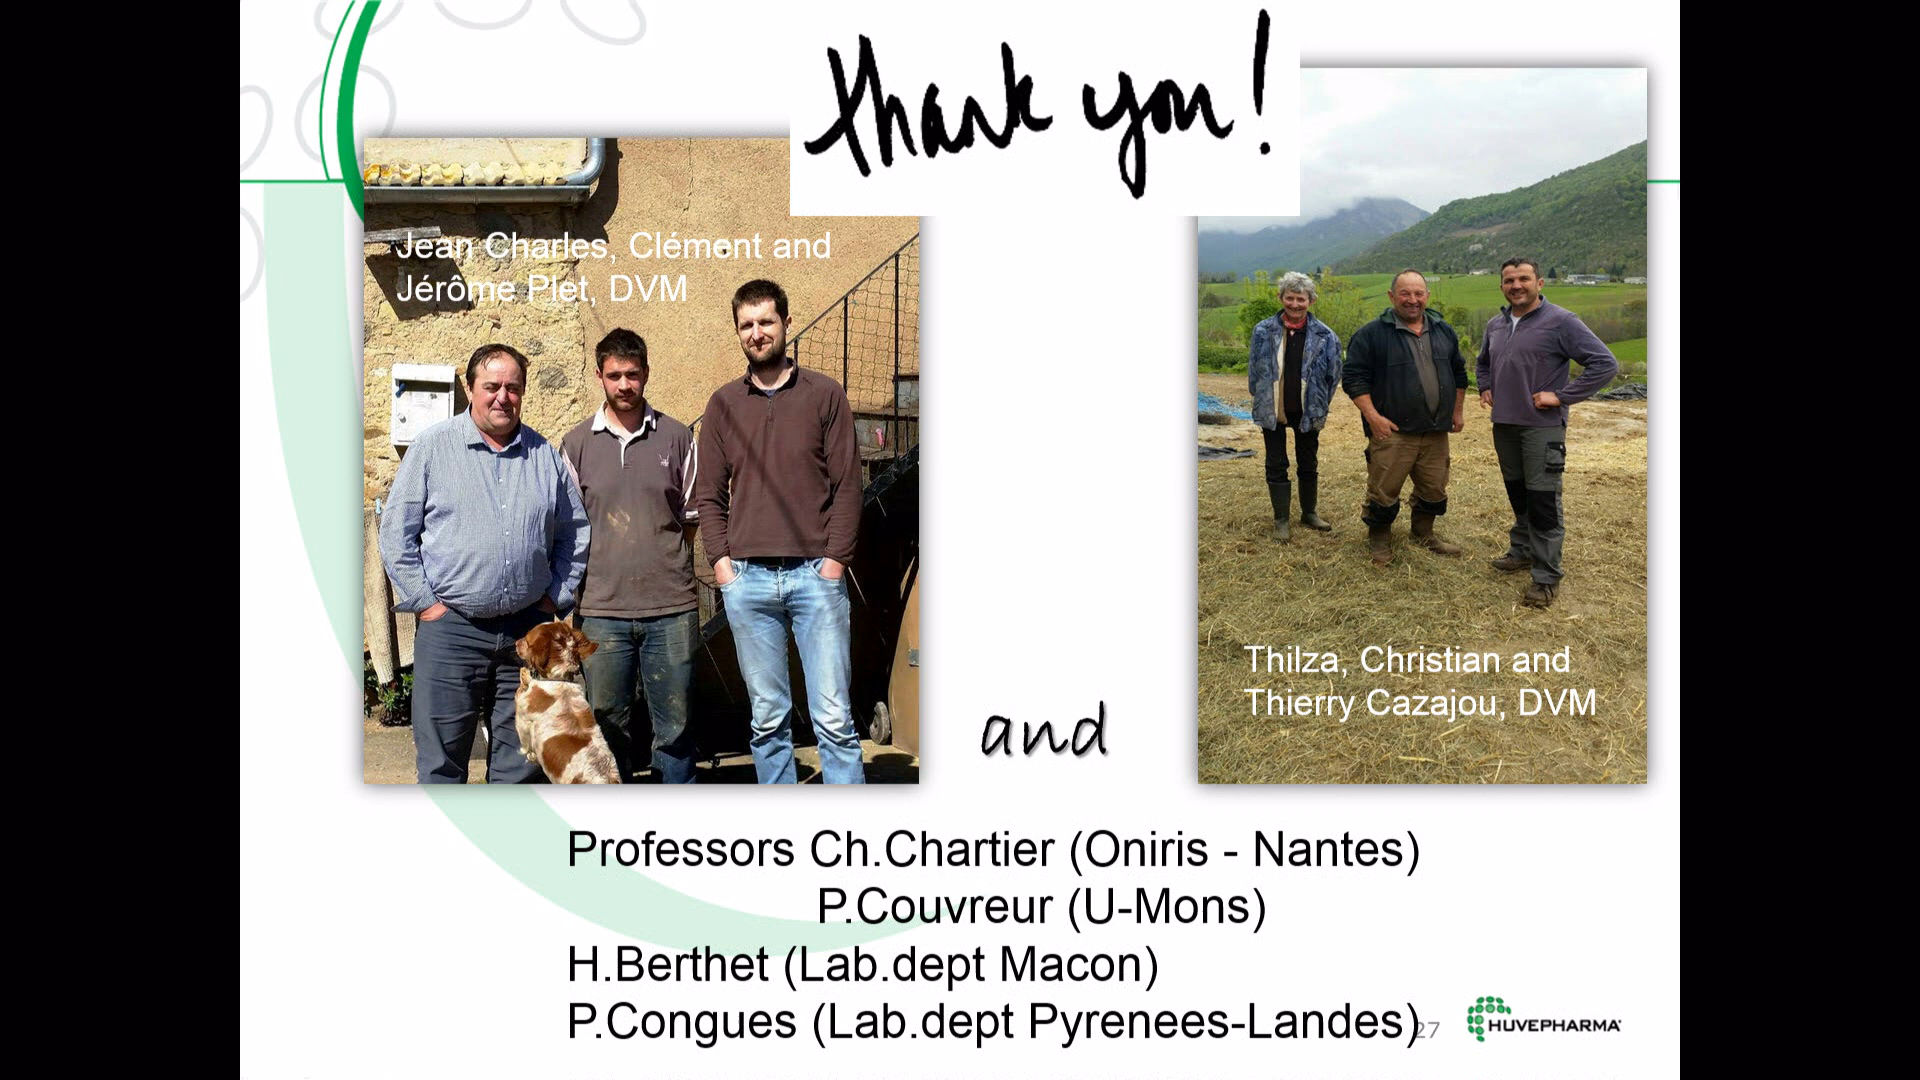 thank you!
Jean Charles, Clément and
Jérôme Plet, DVM
Thilza, Christian and
Thierry Cazajou, DVM
and
Professors Ch.Chartier (Oniris - Nantes)
P.Couvreur (U-Mons)
H.Berthet (Lab.dept Macon)
P.Congues (Lab.dept Pyrenees-Landes)
27
HUVEPHARMA